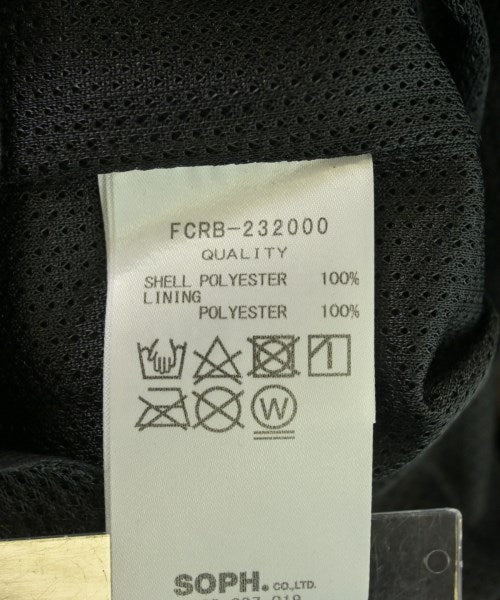 FCRB-232000
QUALITY
SHELL POLYESTER 100%
LINING
POLYESTER 100%
W
SOPH. CO.,LTD.